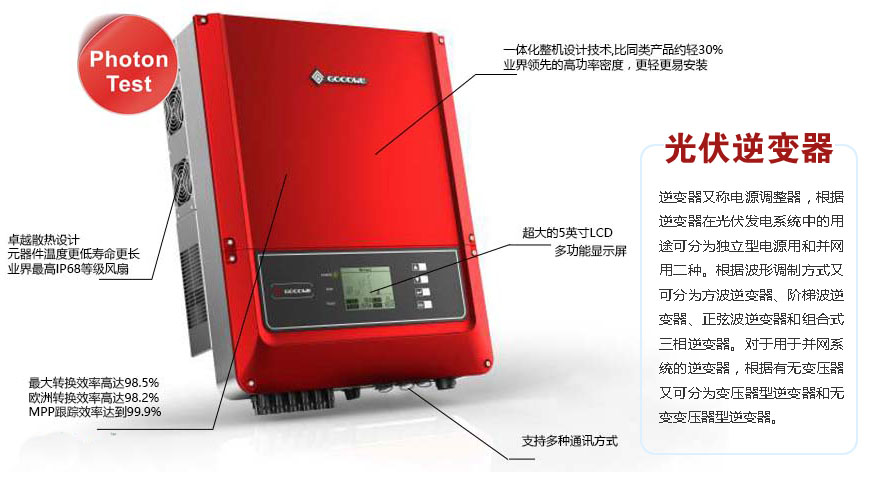 Photon
Test
GOODWE
一体化整机设计技术,比同类产品约轻30%
业界领先的高功率密度，更轻更易安装
光伏逆变器
逆变器又称电源调整器，根据
逆变器在光伏发电系统中的用
途可分为独立型电源用和并网
用二种。根据波形调制方式又
可分为方波逆变器、阶梯波逆
变器、正弦波逆变器和组合式
三相逆变器。对于用于并网系
统的逆变器，根据有无变压器
又可分为变压器型逆变器和无
变变压器型逆变器。
卓越散热设计
元器件温度更低寿命更长
业界最高IP68等级风扇
超大的5英寸LCD
多功能显示屏
GOODWE
最大转换效率高达98.5%
欧洲转换效率高达98.2%
MPP跟踪效率达到99.9%
支持多种通讯方式